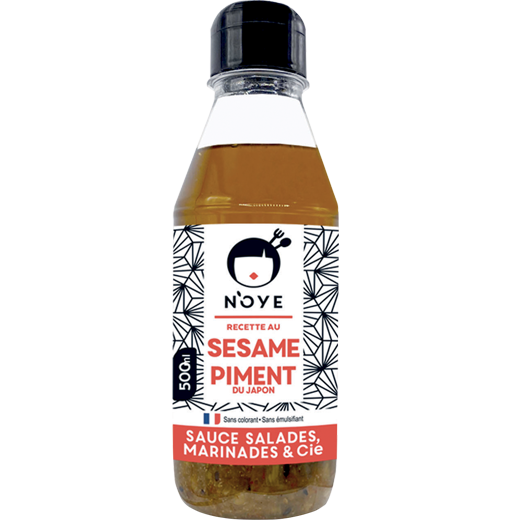 N'OYE
RECETTE AU
SESAME
PIMENT
DU JAPON
500ml
Sans colorant • Sans émulsifiant
SAUCE SALADES,
MARINADES & Cie